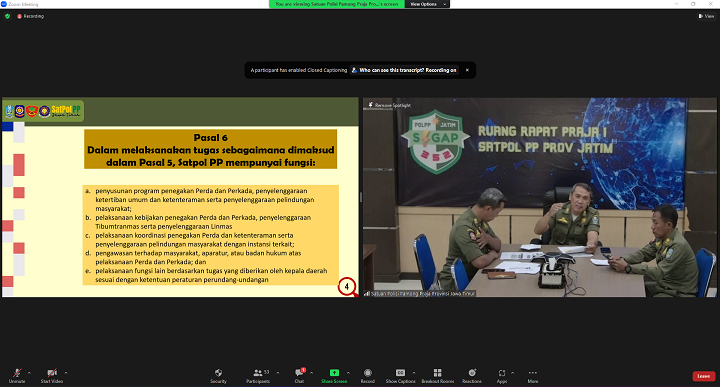 Zoom Meeting
You are viewing Satuan Polisi Pamong Praja Pro...'s screen
View Options
Recording
View
A participant has enabled Closed Captioning
Who can see this transcript? Recording on
SatPol PP
Remove Spotlight
Pasal 6
Dalam melaksanakan tugas sebagaimana dimaksud
dalam Pasal 5, Satpol PP mempunyai fungsi:
a. penyusunan program penegakan Perda dan Perkada, penyelenggaraan
ketertiban umum dan ketenteraman serta penyelenggaraan pelindungan
masyarakat;
b. pelaksanaan kebijakan penegakan Perda dan Perkada, penyelenggaraan
Tibumtranmas serta penyelenggaraan Linmas
c. pelaksanaan koordinasi penegakan Perda dan ketenteraman serta
penyelenggaraan pelindungan masyarakat dengan instansi terkait;
d. pengawasan terhadap masyarakat, aparatur, atau badan hukum atas
pelaksanaan Perda dan Perkada; dan
e. pelaksanaan fungsi lain berdasarkan tugas yang diberikan oleh kepala daerah
sesuai dengan ketentuan peraturan perundang-undangan
4
POLPP JATIM
SIGAP
RUANG RAPAT PRAJA I
SATPOL PP PROV JATIM
Satuan Polisi Pamong Praja Provinsi Jawa Timur
Unmute
Start Video
Security
Participants
53
Chat
Share Screen
Record
Show Captions
Breakout Rooms
Reactions
Apps
More
Leave